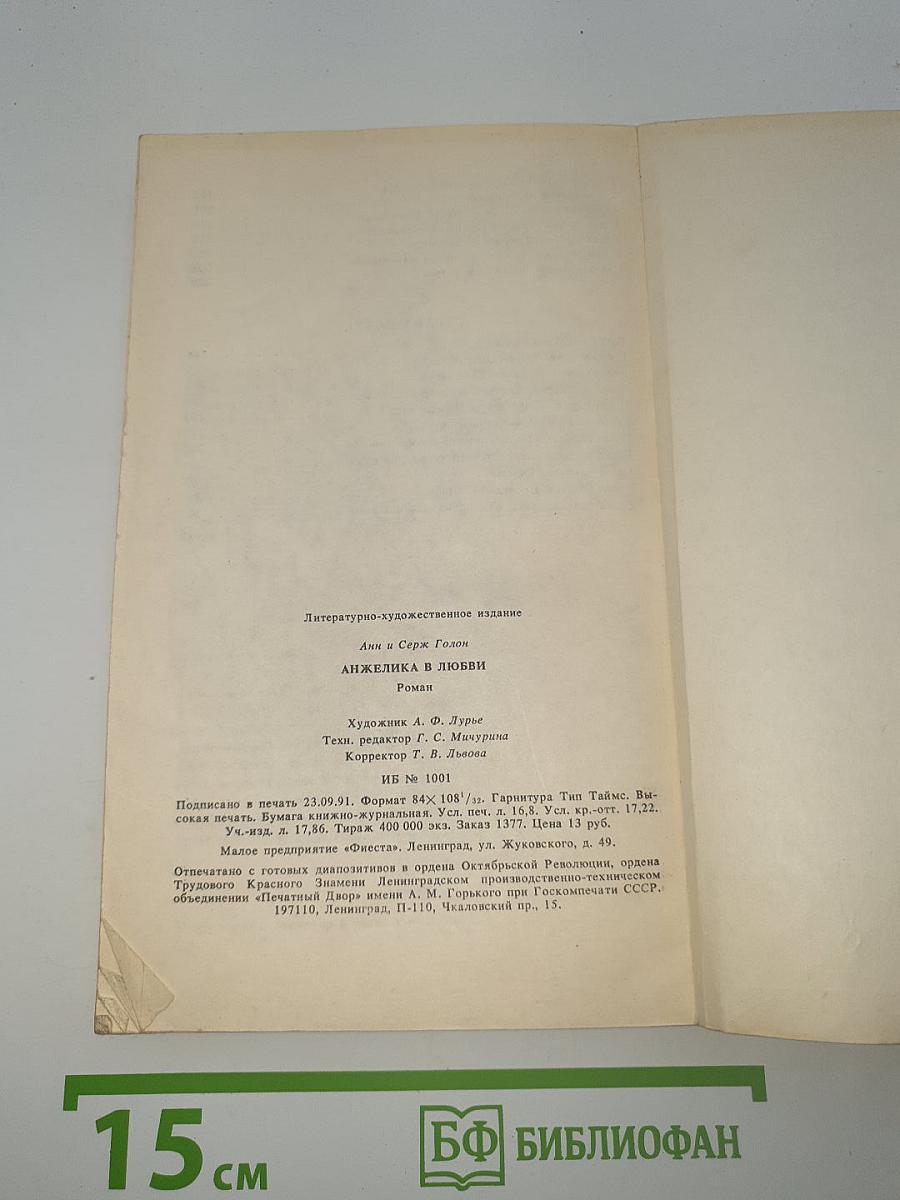 Литературно-художественное издание
Анн и Серж Голон
АНЖЕЛИКА В ЛЮБВИ
Роман
Художник А. Ф. Лурье
Техн. редактор Г. С. Мичурина
Корректор Т. В. Львова
ИБ № 1001
Подписано в печать 23.09.91. Формат 84×108¹/₃₂. Гарнитура Тип Таймс. Вы-
сокая печать. Бумага книжно-журнальная. Усл. печ. л. 16,8. Усл. кр.-отт. 17,22.
Уч.-изд. л. 17,86. Тираж 400 000 экз. Заказ 1377. Цена 13 руб.
Малое предприятие «Фиеста». Ленинград, ул. Жуковского, д. 49.
Отпечатано с готовых диапозитивов в ордена Октябрьской Революции, ордена
Трудового Красного Знамени Ленинградском производственно-техническом
объединении «Печатный Двор» имени А. М. Горького при Госкомпечати СССР.
197110, Ленинград, П-110, Чкаловский пр., 15.
15 см
БФ БИБЛИОФАН